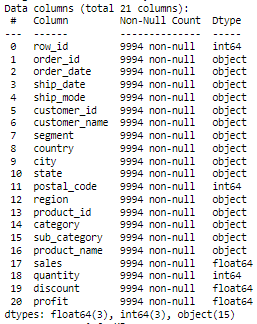 Data columns (total 21 columns):
 #   Column         Non-Null Count  Dtype
---  ------         --------------  -----
 0   row_id         9994 non-null   int64
 1   order_id       9994 non-null   object
 2   order_date     9994 non-null   object
 3   ship_date      9994 non-null   object
 4   ship_mode      9994 non-null   object
 5   customer_id    9994 non-null   object
 6   customer_name  9994 non-null   object
 7   segment        9994 non-null   object
 8   country        9994 non-null   object
 9   city           9994 non-null   object
 10  state          9994 non-null   object
 11  postal_code    9994 non-null   int64
 12  region         9994 non-null   object
 13  product_id     9994 non-null   object
 14  category       9994 non-null   object
 15  sub_category   9994 non-null   object
 16  product_name   9994 non-null   object
 17  sales          9994 non-null   float64
 18  quantity       9994 non-null   int64
 19  discount       9994 non-null   float64
 20  profit         9994 non-null   float64
dtypes: float64(3), int64(3), object(15)